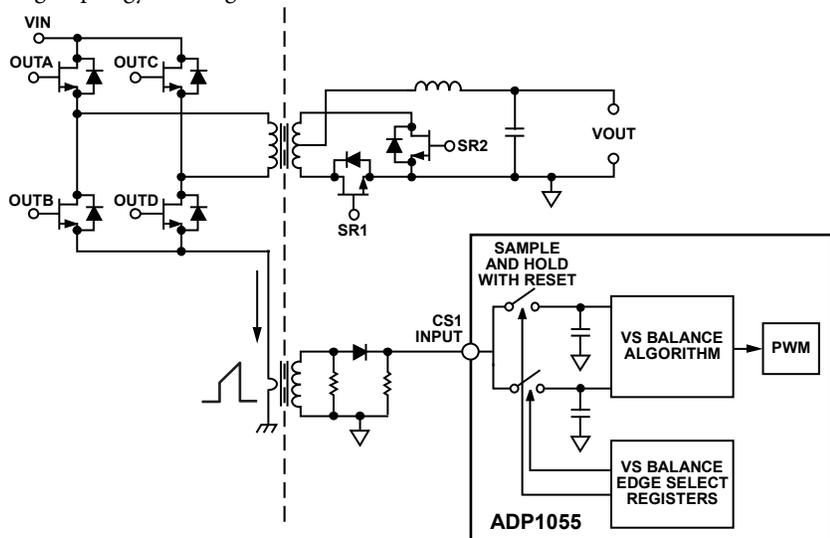 VIN
OUTA
OUTC
SR2
VOUT
OUTB
OUTD
SR1
SAMPLE
AND HOLD
WITH RESET
CS1
INPUT
VS BALANCE
ALGORITHM
PWM
VS BALANCE
EDGE SELECT
REGISTERS
ADP1055